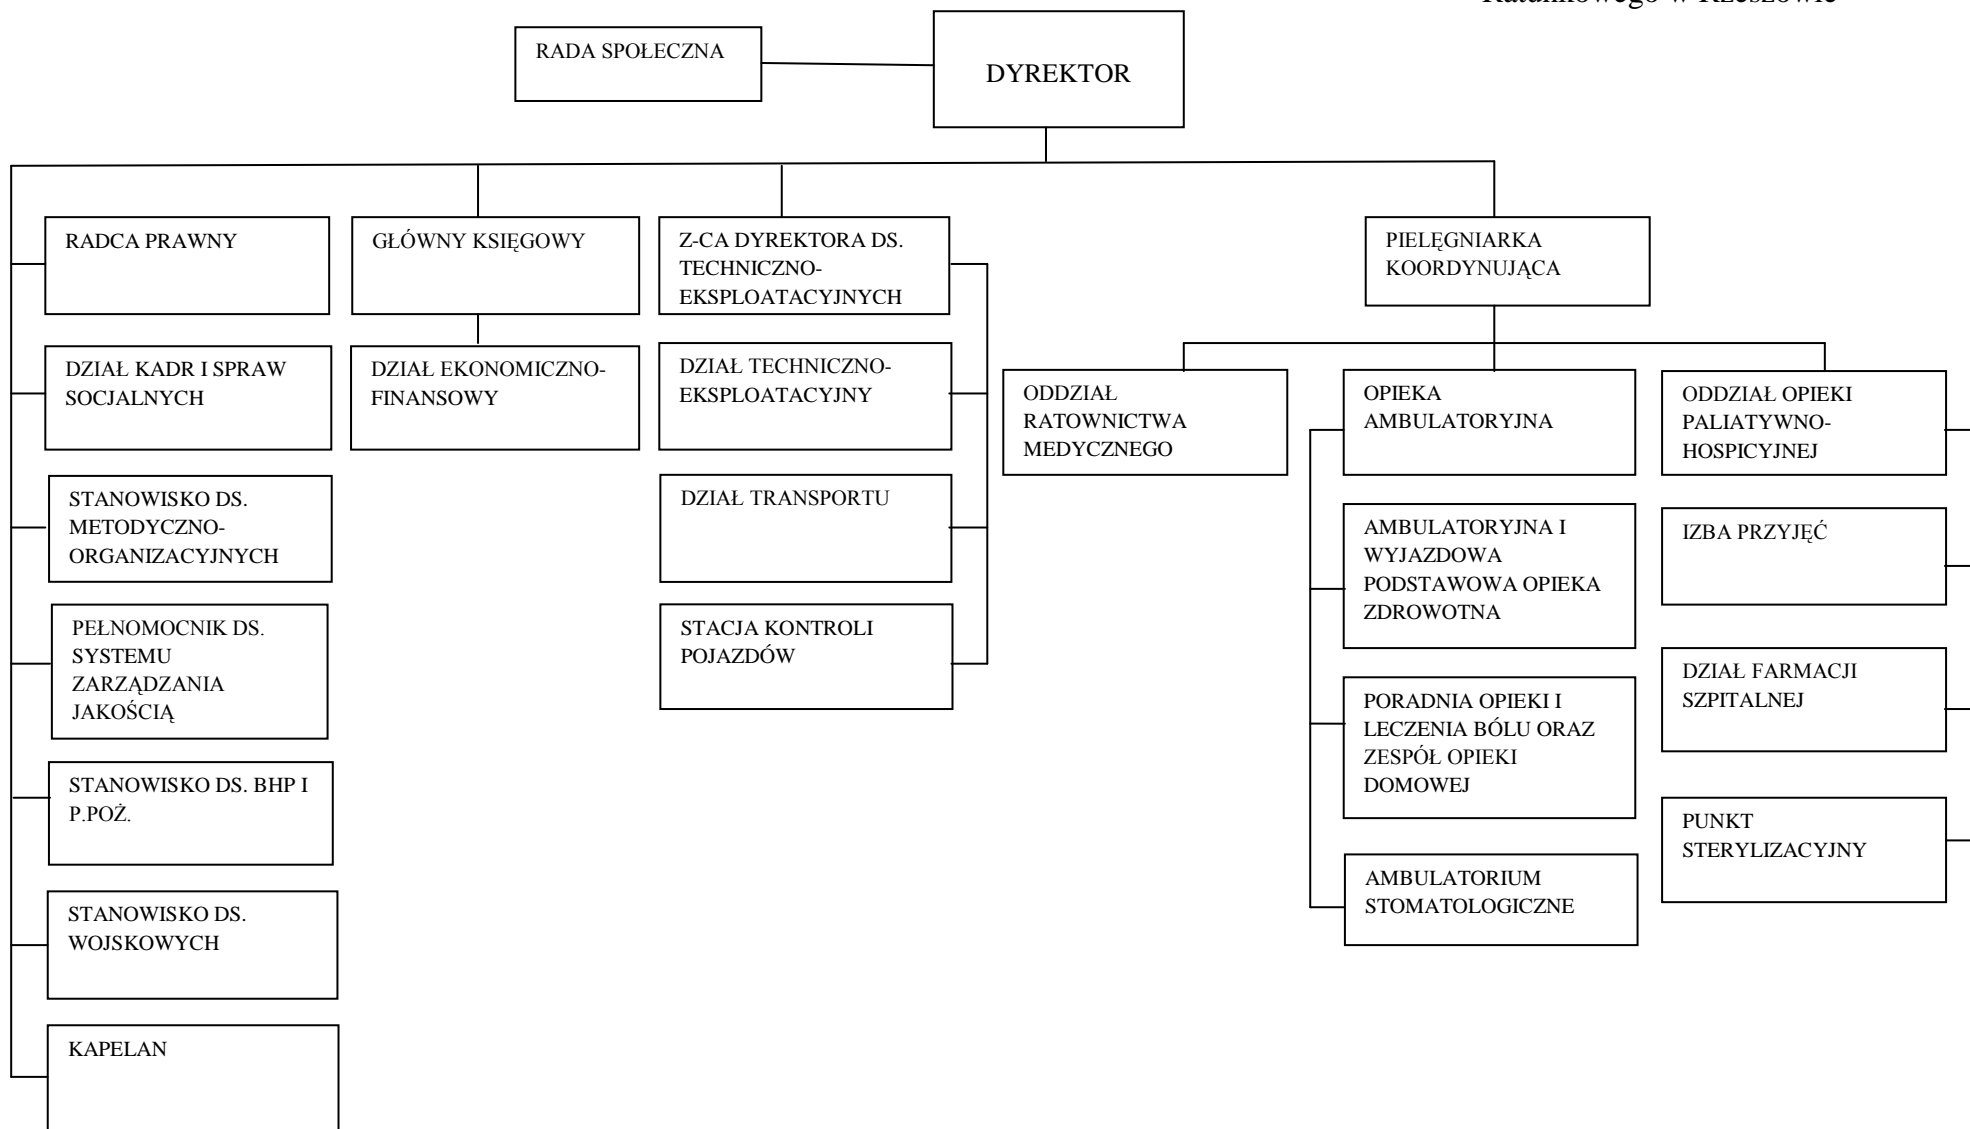 Ratunkowego w Rzeszowie
RADA SPOŁECZNA
DYREKTOR
RADCA PRAWNY
GŁÓWNY KSIĘGOWY
Z-CA DYREKTORA DS.
TECHNICZNO-
EKSPLOATACYJNYCH
PIELĘGNIARKA
KOORDYNUJĄCA
DZIAŁ KADR I SPRAW
SOCJALNYCH
DZIAŁ EKONOMICZNO-
FINANSOWY
DZIAŁ TECHNICZNO-
EKSPLOATACYJNY
ODDZIAŁ
RATOWNICTWA
MEDYCZNEGO
OPIEKA
AMBULATORYJNA
ODDZIAŁ OPIEKI
PALIATYWNO-
HOSPICYJNEJ
STANOWISKO DS.
METODYCZNO-
ORGANIZACYJNYCH
DZIAŁ TRANSPORTU
AMBULATORYJNA I
WYJAZDOWA
PODSTAWOWA OPIEKA
ZDROWOTNA
IZBA PRZYJĘĆ
PEŁNOMOCNIK DS.
SYSTEMU
ZARZĄDZANIA
JAKOŚCIĄ
STACJA KONTROLI
POJAZDÓW
PORADNIA OPIEKI I
LECZENIA BÓLU ORAZ
ZESPÓŁ OPIEKI
DOMOWEJ
DZIAŁ FARMACJI
SZPITALNEJ
STANOWISKO DS. BHP I
P.POŻ.
AMBULATORIUM
STOMATOLOGICZNE
PUNKT
STERYLIZACYJNY
STANOWISKO DS.
WOJSKOWYCH
KAPELAN